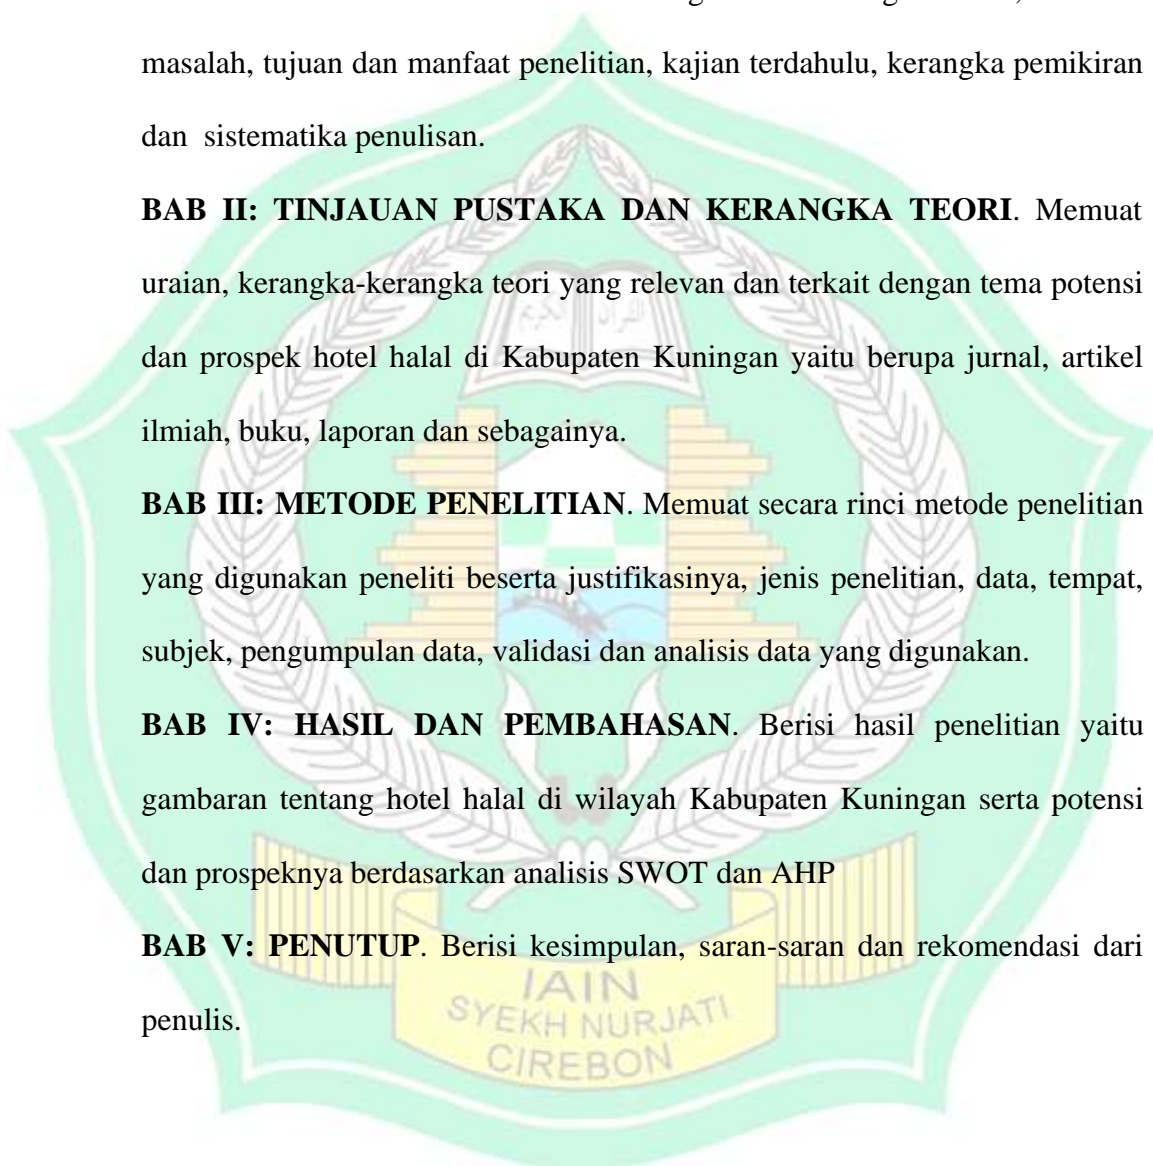 masalah, tujuan dan manfaat penelitian, kajian terdahulu, kerangka pemikiran
dan sistematika penulisan.
BAB II: TINJAUAN PUSTAKA DAN KERANGKA TEORI. Memuat
uraian, kerangka-kerangka teori yang relevan dan terkait dengan tema potensi
dan prospek hotel halal di Kabupaten Kuningan yaitu berupa jurnal, artikel
ilmiah, buku, laporan dan sebagainya.
BAB III: METODE PENELITIAN. Memuat secara rinci metode penelitian
yang digunakan peneliti beserta justifikasinya, jenis penelitian, data, tempat,
subjek, pengumpulan data, validasi dan analisis data yang digunakan.
BAB IV: HASIL DAN PEMBAHASAN. Berisi hasil penelitian yaitu
gambaran tentang hotel halal di wilayah Kabupaten Kuningan serta potensi
dan prospeknya berdasarkan analisis SWOT dan AHP
BAB V: PENUTUP. Berisi kesimpulan, saran-saran dan rekomendasi dari
penulis.
القرآن الكريم
IAIN
SYEKH NURJATI
CIREBON